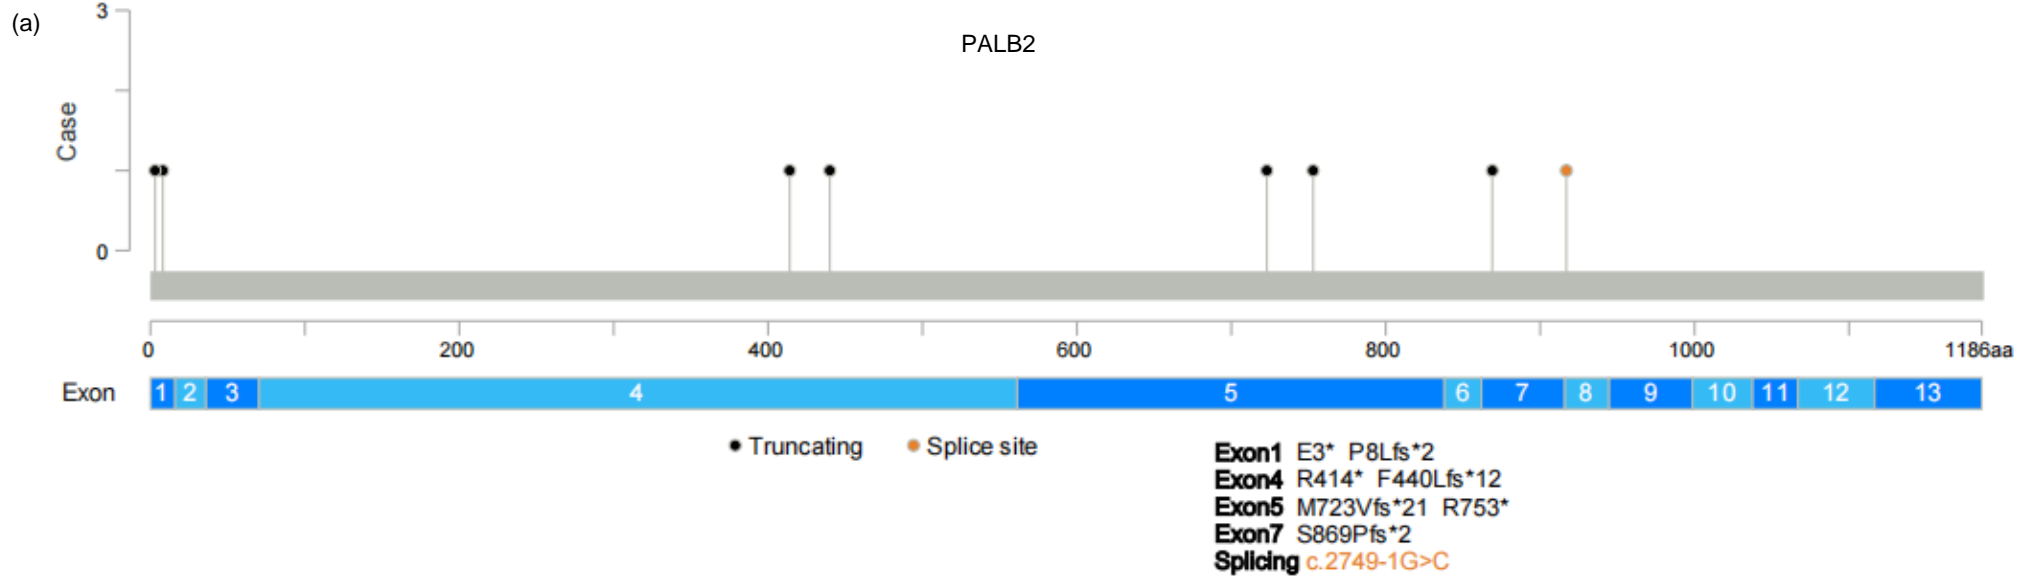 (a)
PALB2
3
Case
0
0 200 400 600 800 1000 1186aa
Exon 1 2 3 4 5 6 7 8 9 10 11 12 13
Truncating Splice site
Exon1 E3* P8Lfs*2
Exon4 R414* F440Lfs*12
Exon5 M723Vfs*21 R753*
Exon7 S869Pfs*2
Splicing c.2749-1G>C